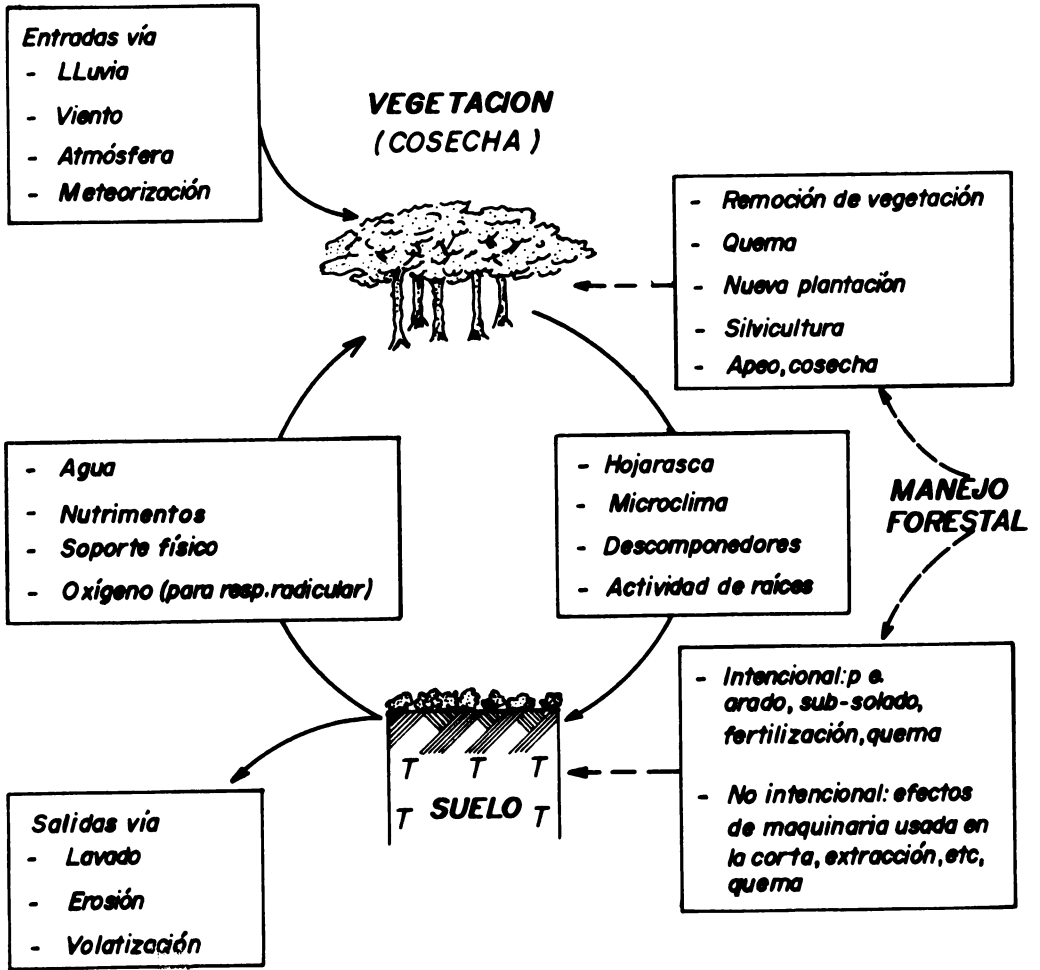 Entradas vía
- LLuvia
- Viento
- Atmósfera
- Meteorización
VEGETACION
(COSECHA)
- Remoción de vegetación
- Quema
- Nueva plantación
- Silvicultura
- Apeo, cosecha
- Agua
- Nutrimentos
- Soporte físico
- Oxígeno (para resp. radicular)
- Hojarasca
- Microclima
- Descomponedores
- Actividad de raíces
MANEJO
FORESTAL
- Intencional: p e.
arado, sub-solado,
fertilización, quema
- No intencional: efectos
de maquinaria usada en
la corta, extracción, etc,
quema
T T T
T SUELO T
Salidas vía
- Lavado
- Erosión
- Volatización